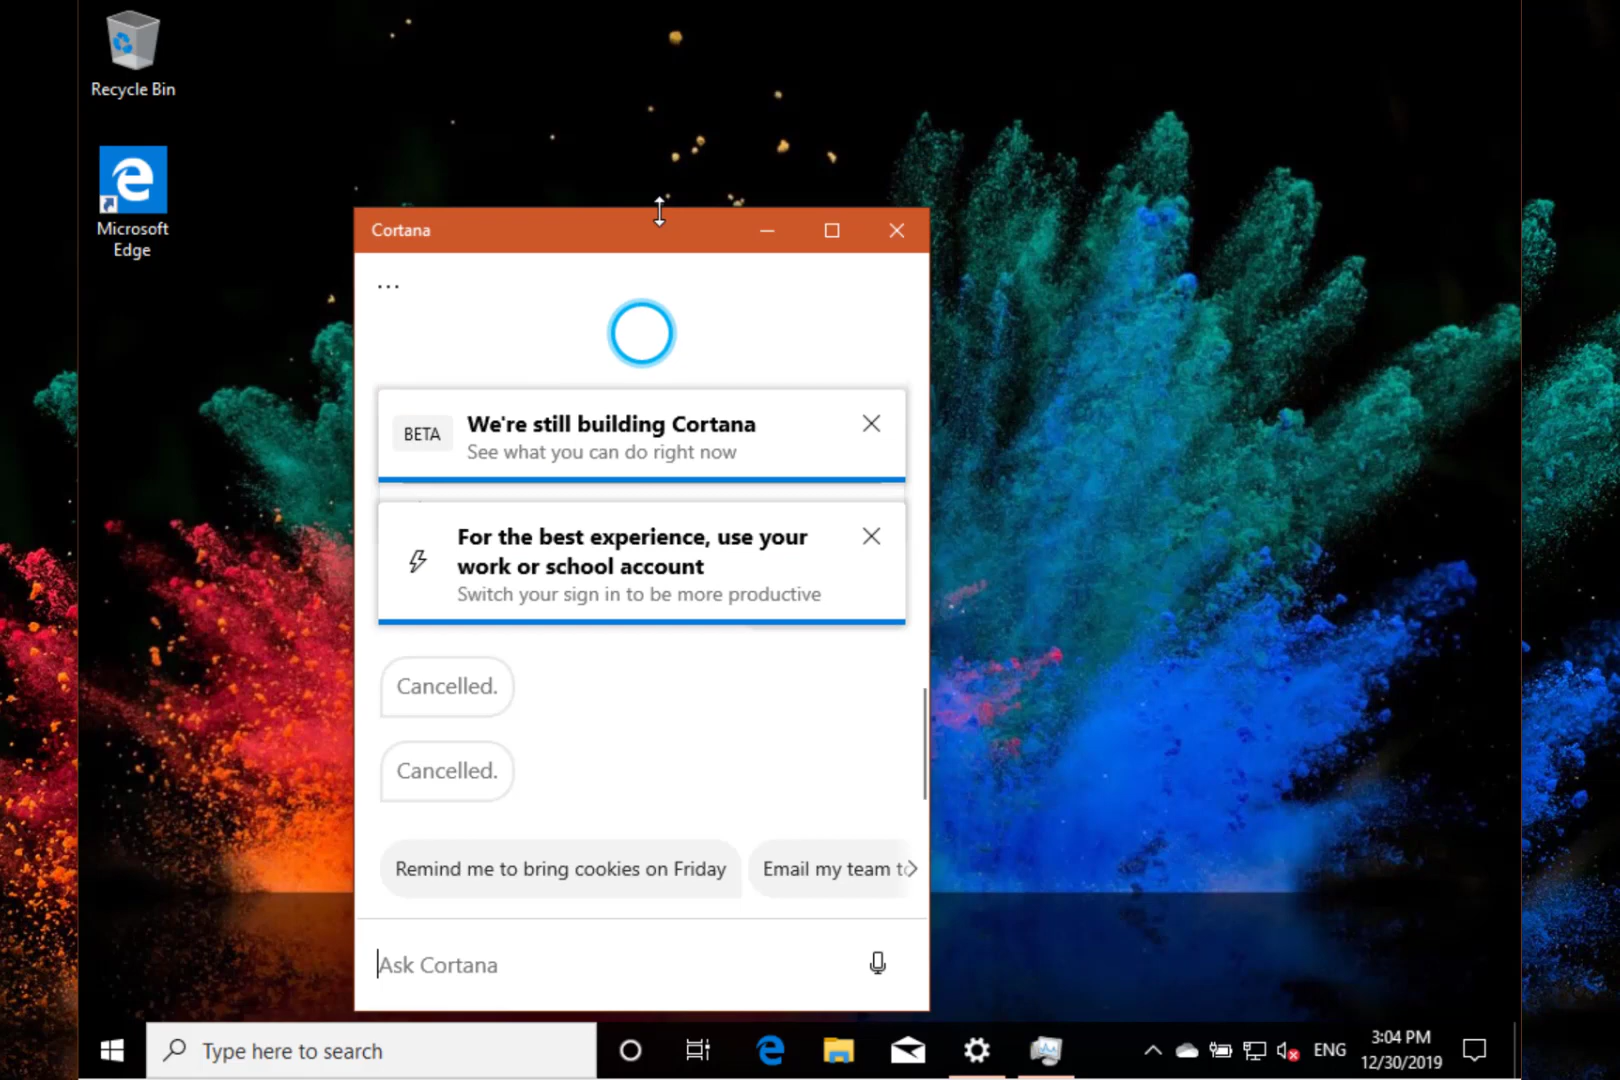 Recycle Bin
Microsoft
Edge
Cortana
...
BETA
We're still building Cortana
See what you can do right now
For the best experience, use your
work or school account
Switch your sign in to be more productive
Cancelled.
Cancelled.
Remind me to bring cookies on Friday
Email my team
Ask Cortana
Type here to search
ENG
3:04 PM
12/30/2019